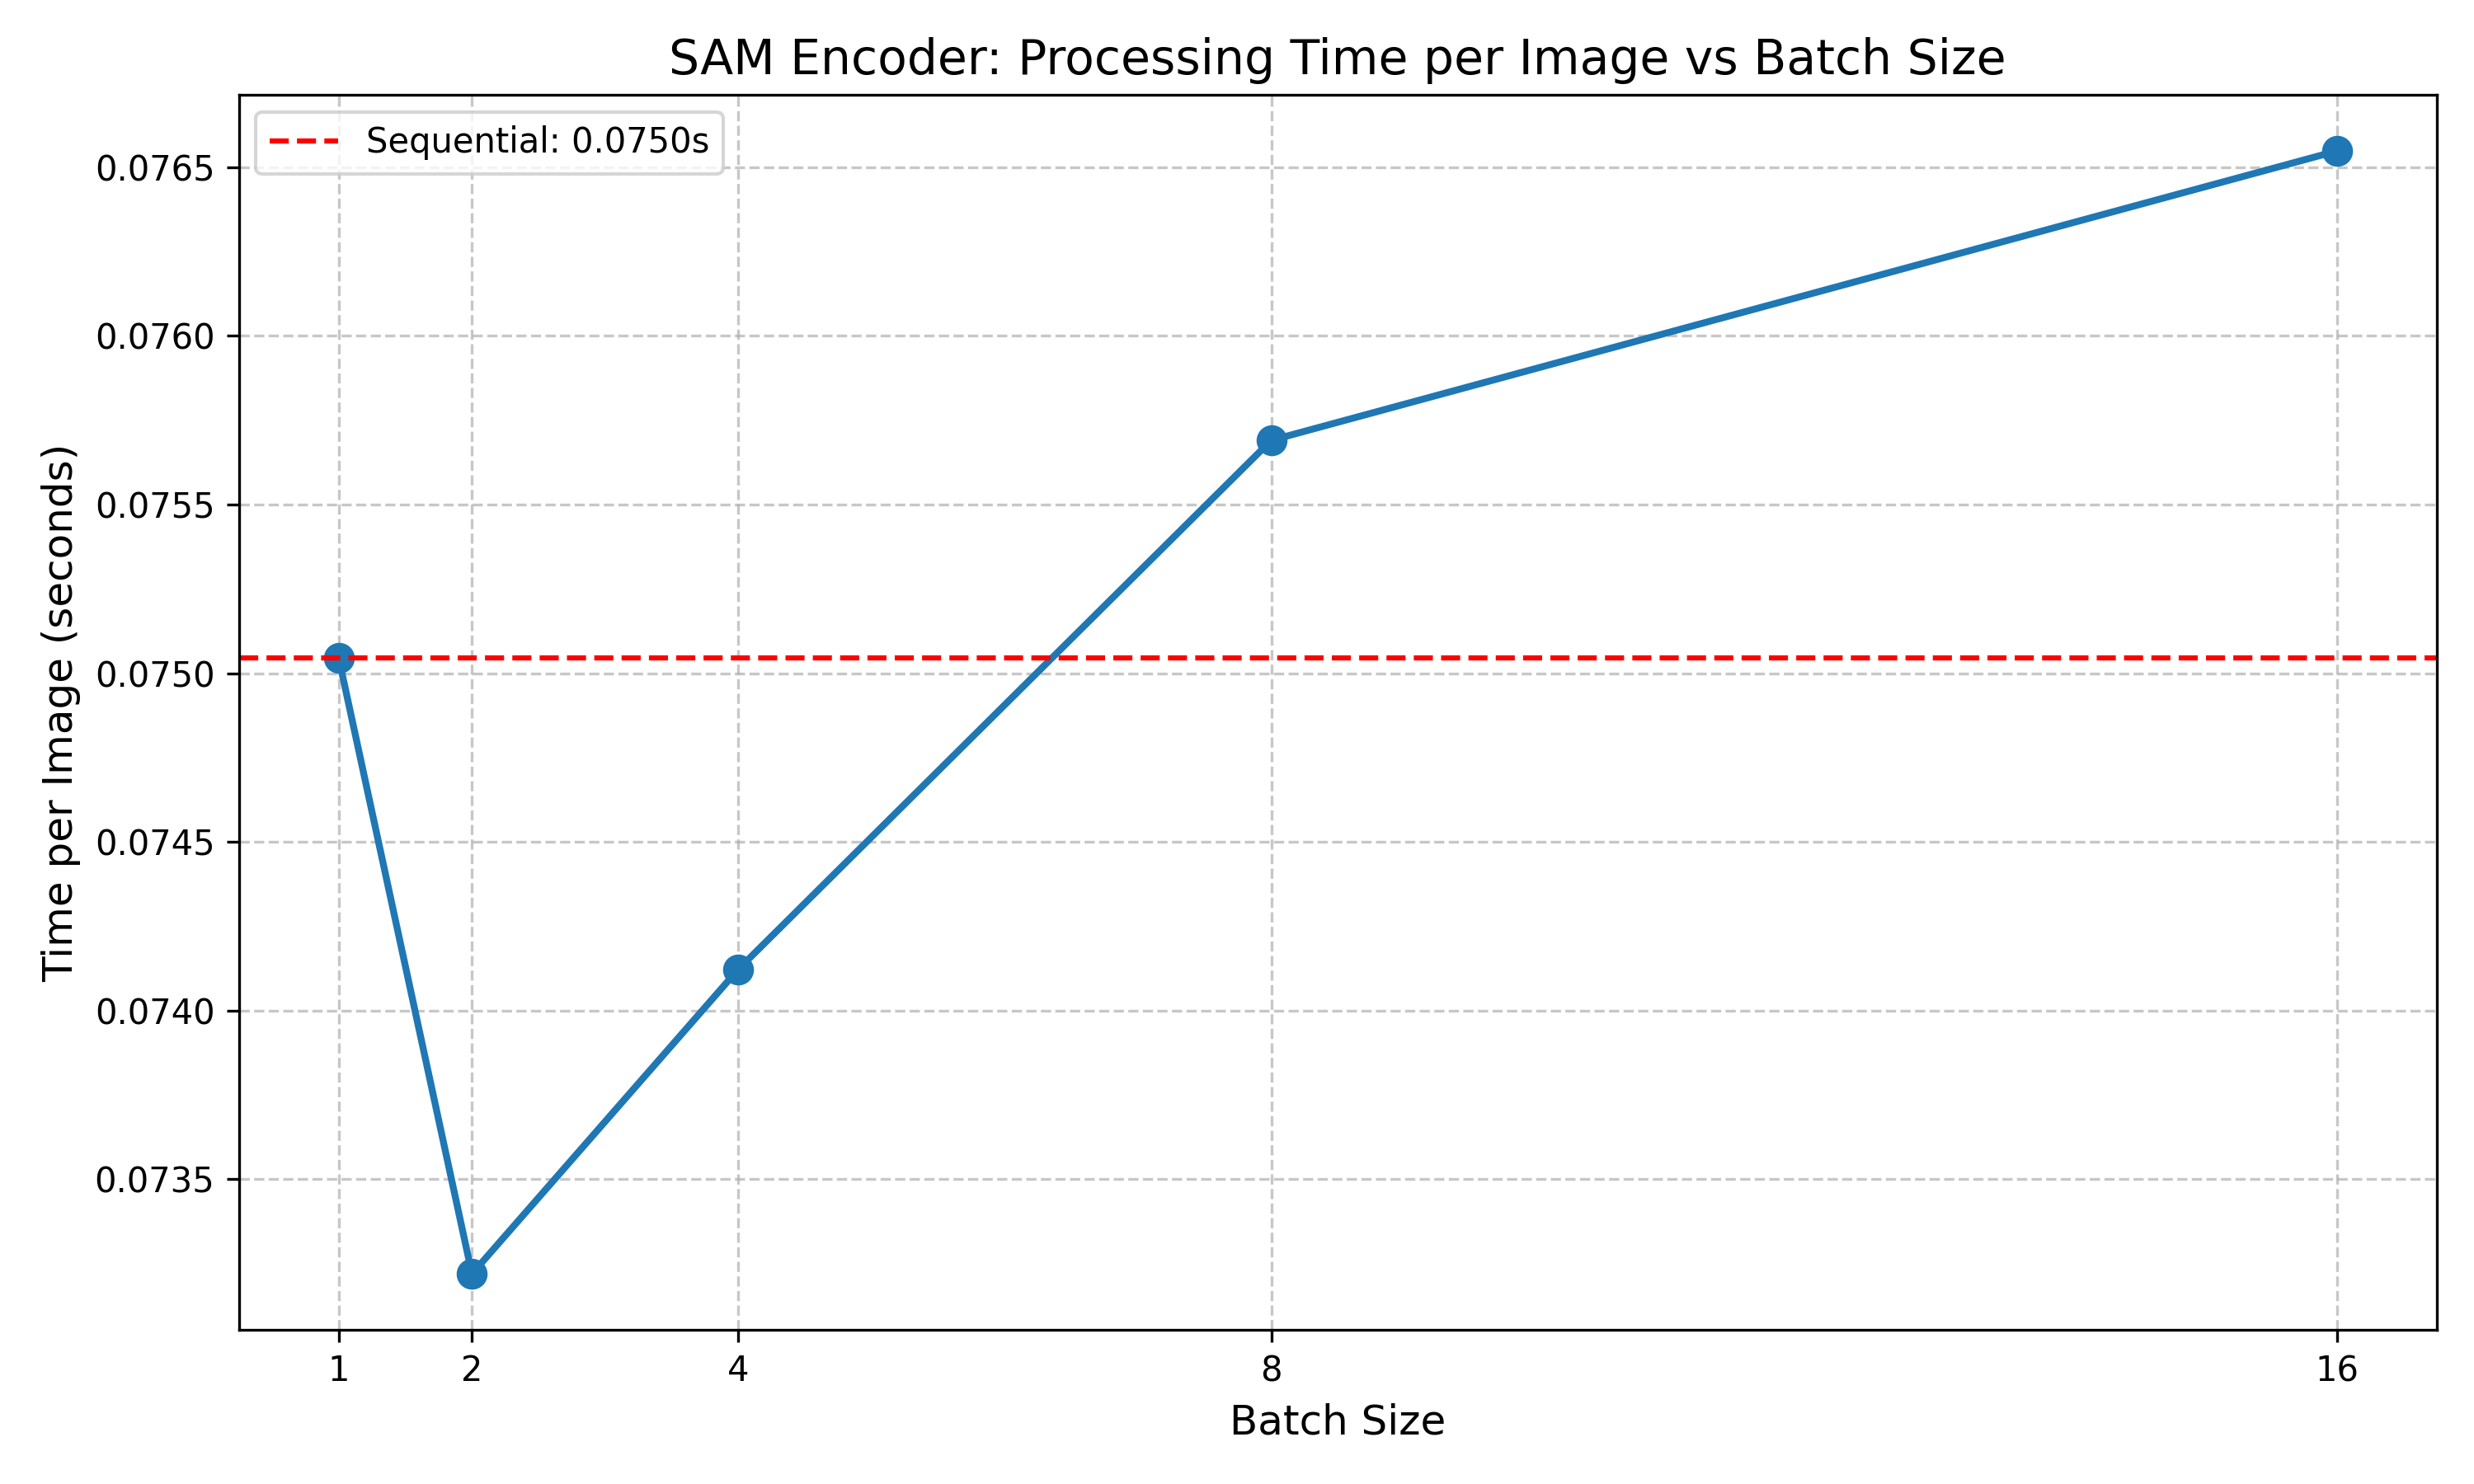 SAM Encoder: Processing Time per Image vs Batch Size
Sequential: 0.0750s
Time per Image (seconds)
0.0765
0.0760
0.0755
0.0750
0.0745
0.0740
0.0735
1 2 4 8 16
Batch Size